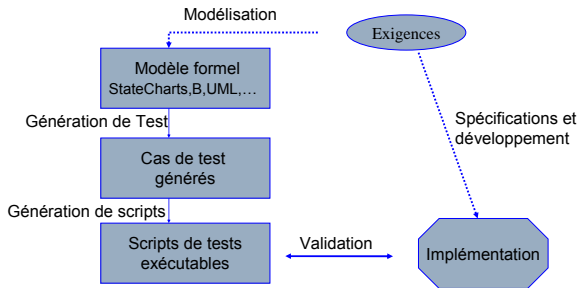 Modélisation
Exigences
Modèle formel
StateCharts,B,UML,...
Génération de Test
Spécifications et
développement
Cas de test
générés
Génération de scripts
Scripts de tests
exécutables
Validation
Implémentation